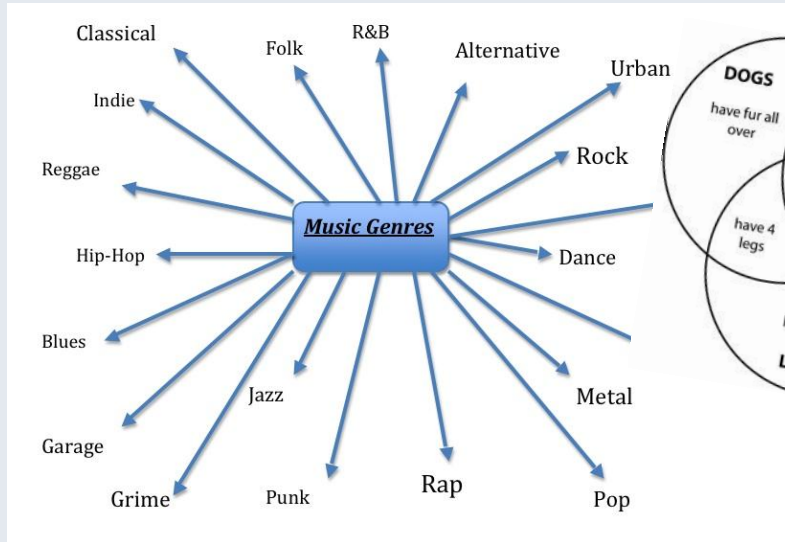 Classical
Folk
R&B
Alternative
Urban
Indie
Rock
Reggae
Music Genres
Hip-Hop
Dance
Blues
Jazz
Metal
Garage
Grime
Punk
Rap
Pop
DOGS
have fur all
over
have 4
legs